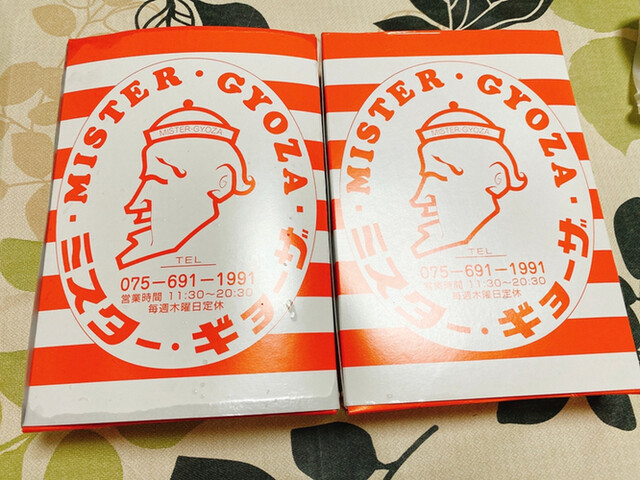 ・MISTER・GYOZA・
MISTER-GYOZA
TEL
075-691-1991
営業時間 11:30～20:30
毎週木曜日定休
ミスター・ギョーザ
・MISTER・GYOZA・
MISTER-GYOZA
TEL
075-691-1991
営業時間 11:30～20:30
毎週木曜日定休
ミスター・ギョーザ